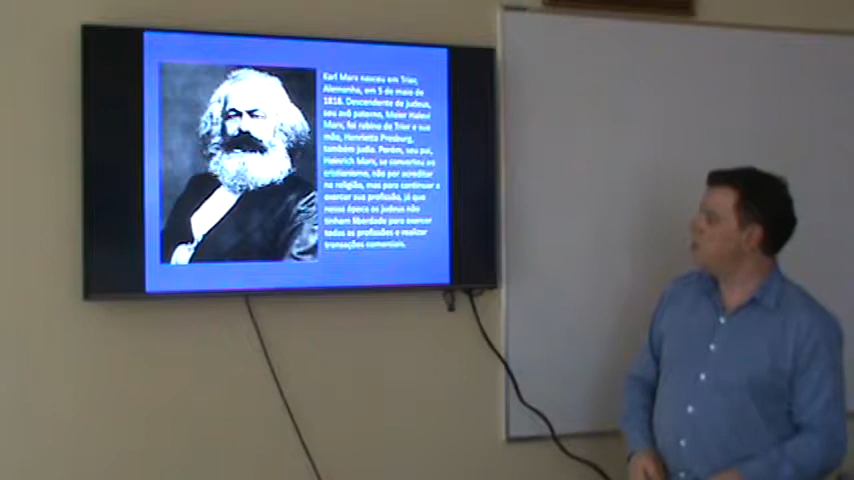 Karl Marx nasceu em Trier,
Alemanha, em 5 de maio de
1818. Descendente de judeus,
seu avô paterno, Meier Halevi
Marx, foi rabino de Trier e sua
mãe, Henrietta Pressburg,
também judia. Porém, seu pai,
Heinrich Marx, se converteu ao
cristianismo, não por acreditar
na religião, mas para continuar a
exercer sua profissão, já que
nessa época os judeus não
tinham liberdade para exercer
todas as profissões e realizar
transações comerciais.